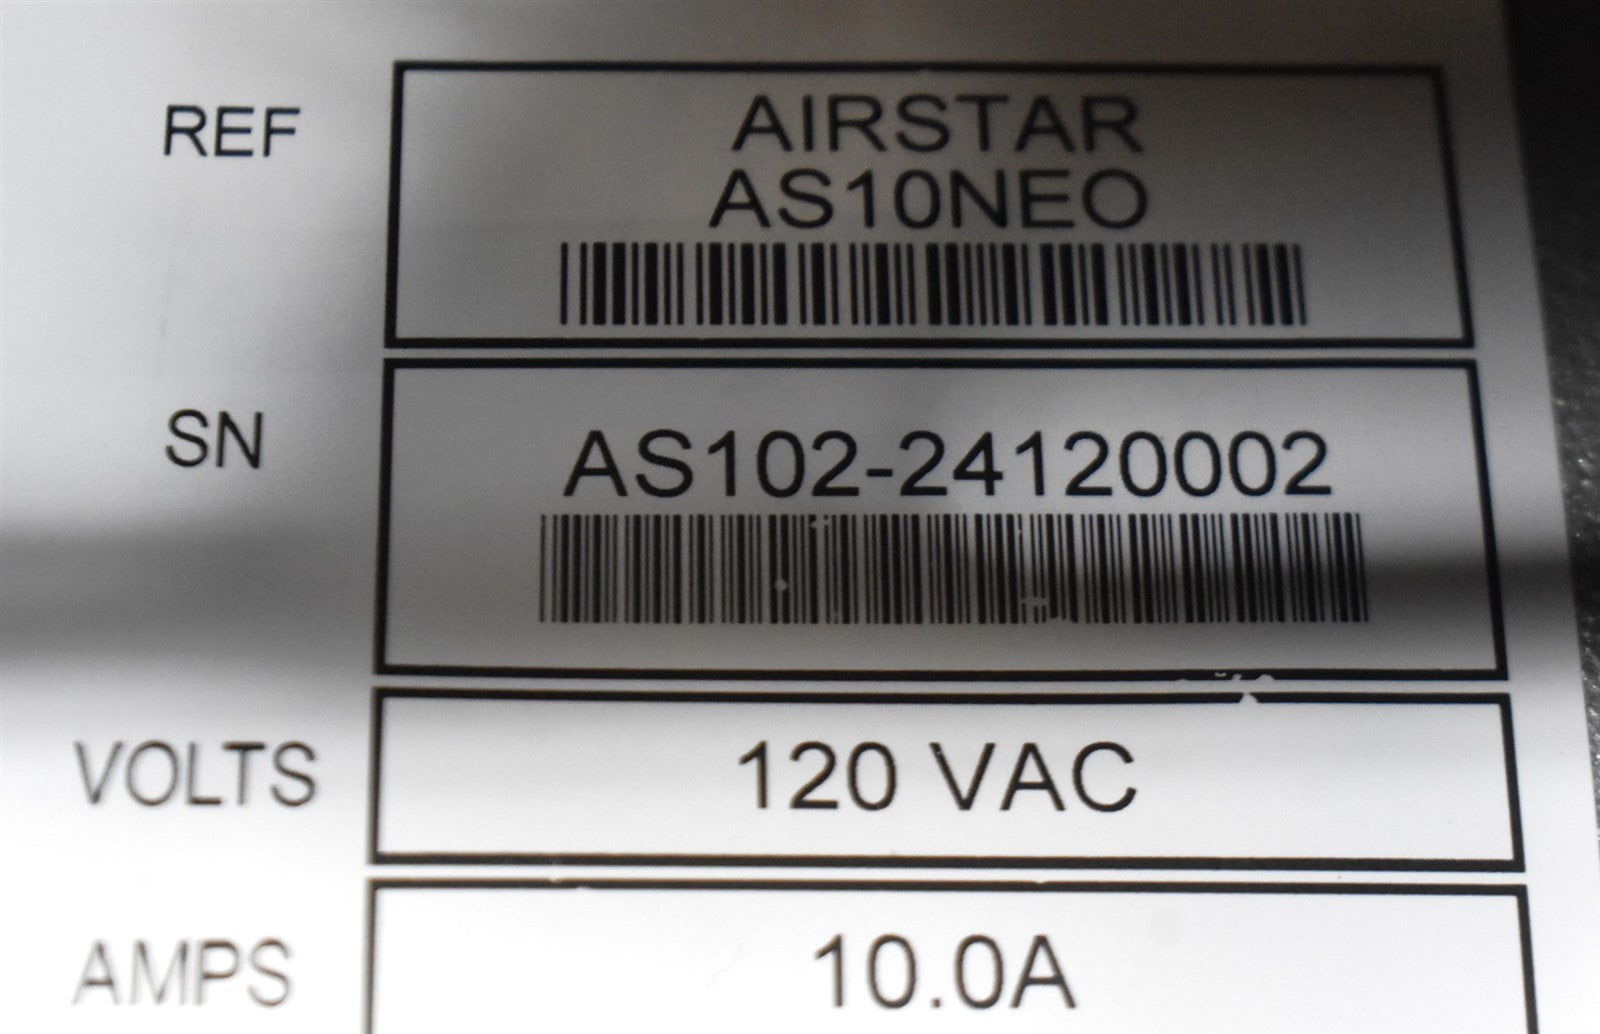 REF
AIRSTAR
AS10NEO
SN
AS102-24120002
VOLTS
120 VAC
AMPS
10.0A